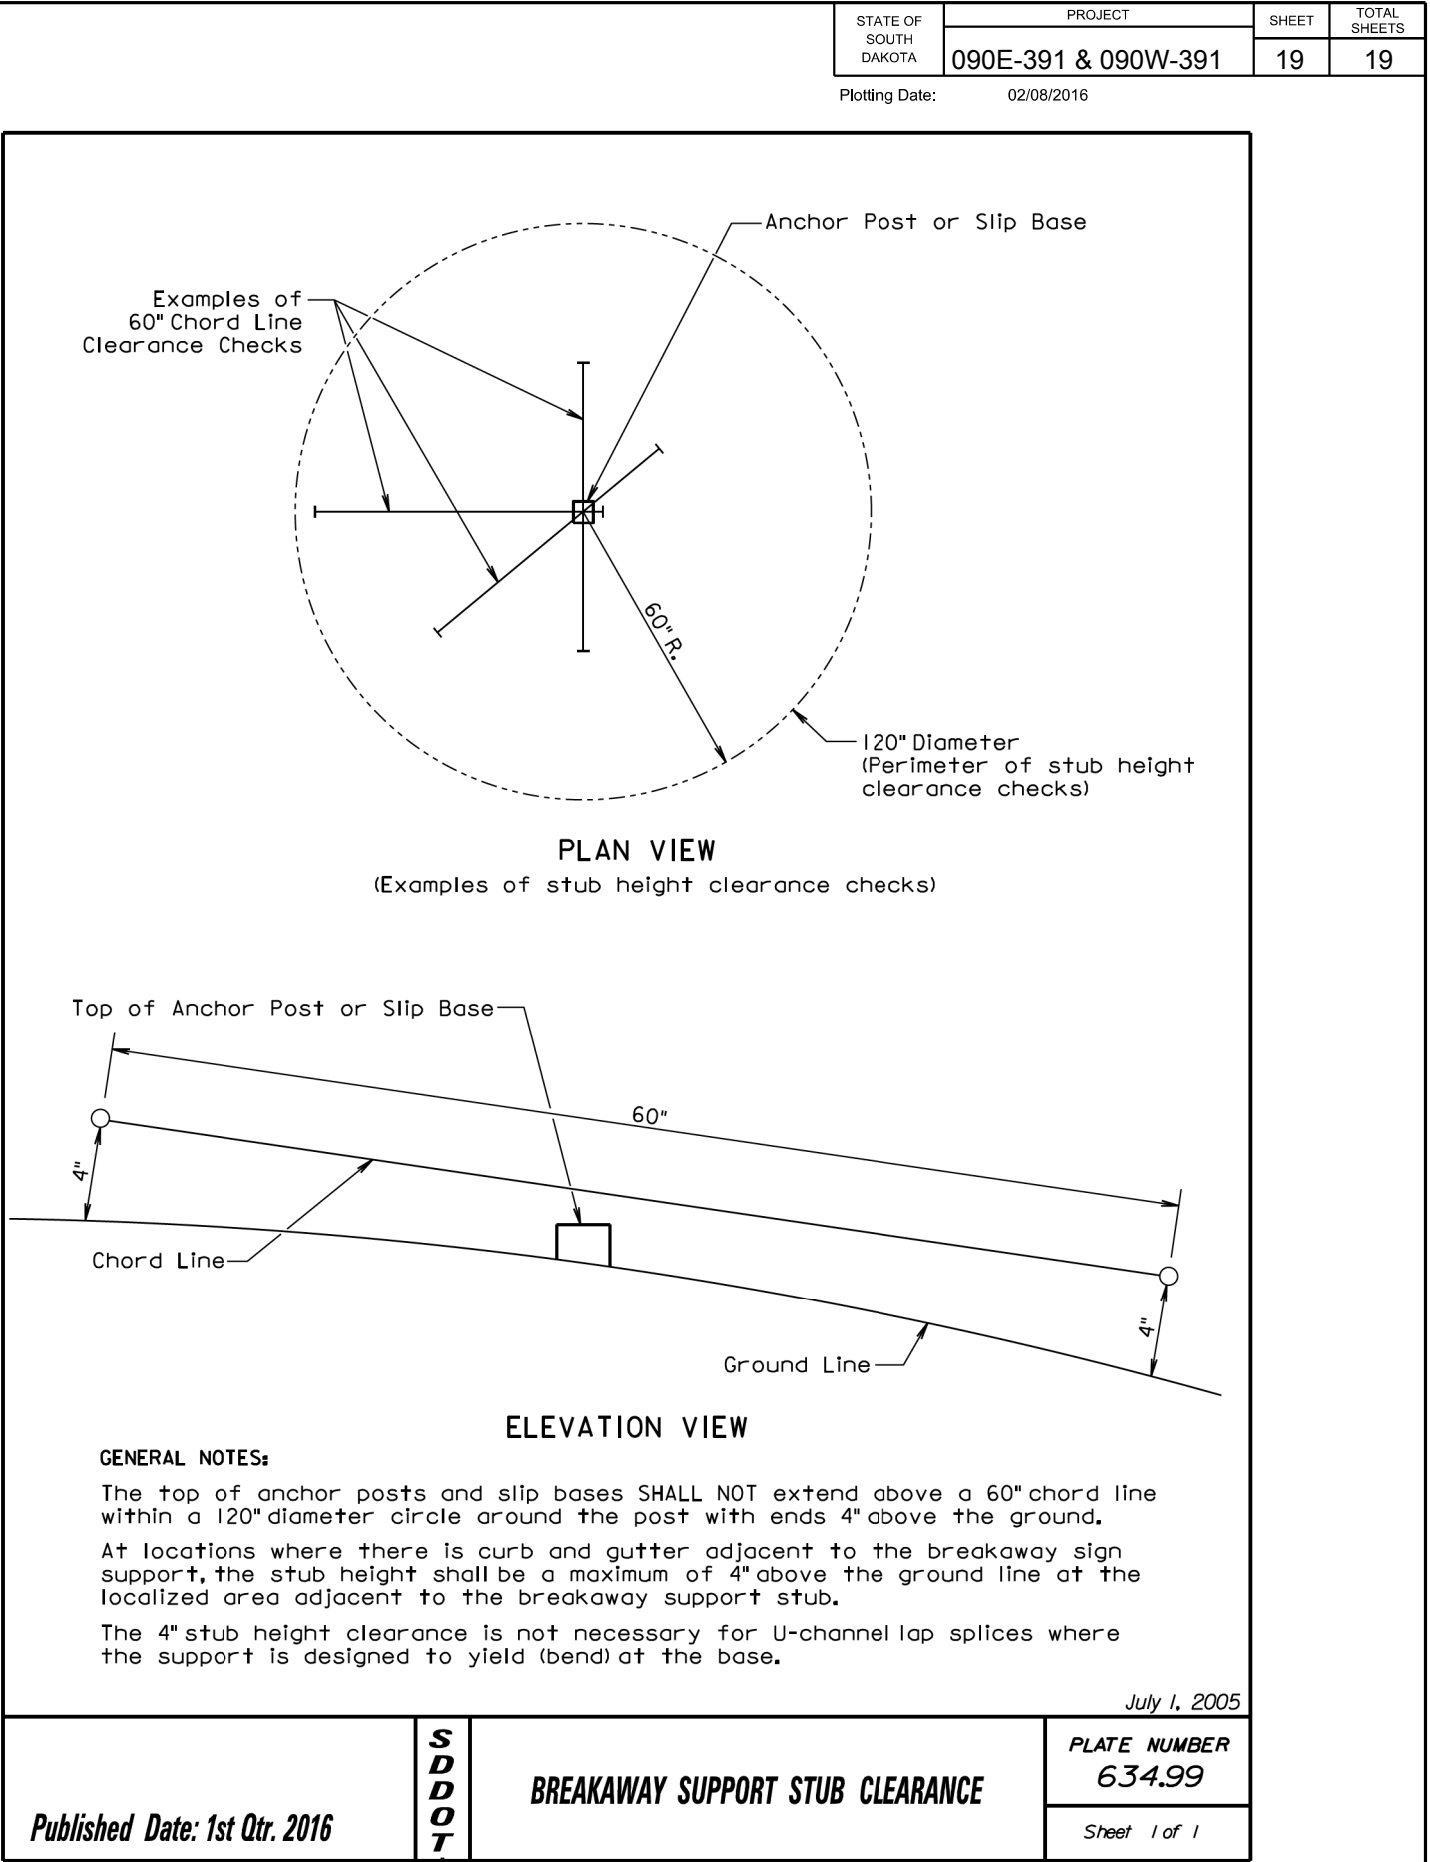 STATE OF
SOUTH
DAKOTA
PROJECT
090E-391 & 090W-391
SHEET
19
TOTAL
SHEETS
19
Plotting Date: 02/08/2016
Anchor Post or Slip Base
Examples of
60" Chord Line
Clearance Checks
60" R.
120" Diameter
(Perimeter of stub height
clearance checks)
PLAN VIEW
(Examples of stub height clearance checks)
Top of Anchor Post or Slip Base
60"
4"
Chord Line
4"
Ground Line
ELEVATION VIEW
GENERAL NOTES:
The top of anchor posts and slip bases SHALL NOT extend above a 60" chord line
within a 120" diameter circle around the post with ends 4" above the ground.
At locations where there is curb and gutter adjacent to the breakaway sign
support, the stub height shall be a maximum of 4" above the ground line at the
localized area adjacent to the breakaway support stub.
The 4" stub height clearance is not necessary for U-channel lap splices where
the support is designed to yield (bend) at the base.
July 1, 2005
Published Date: 1st Qtr. 2016
S
D
D
O
T
BREAKAWAY SUPPORT STUB CLEARANCE
PLATE NUMBER
634.99
Sheet 1 of 1